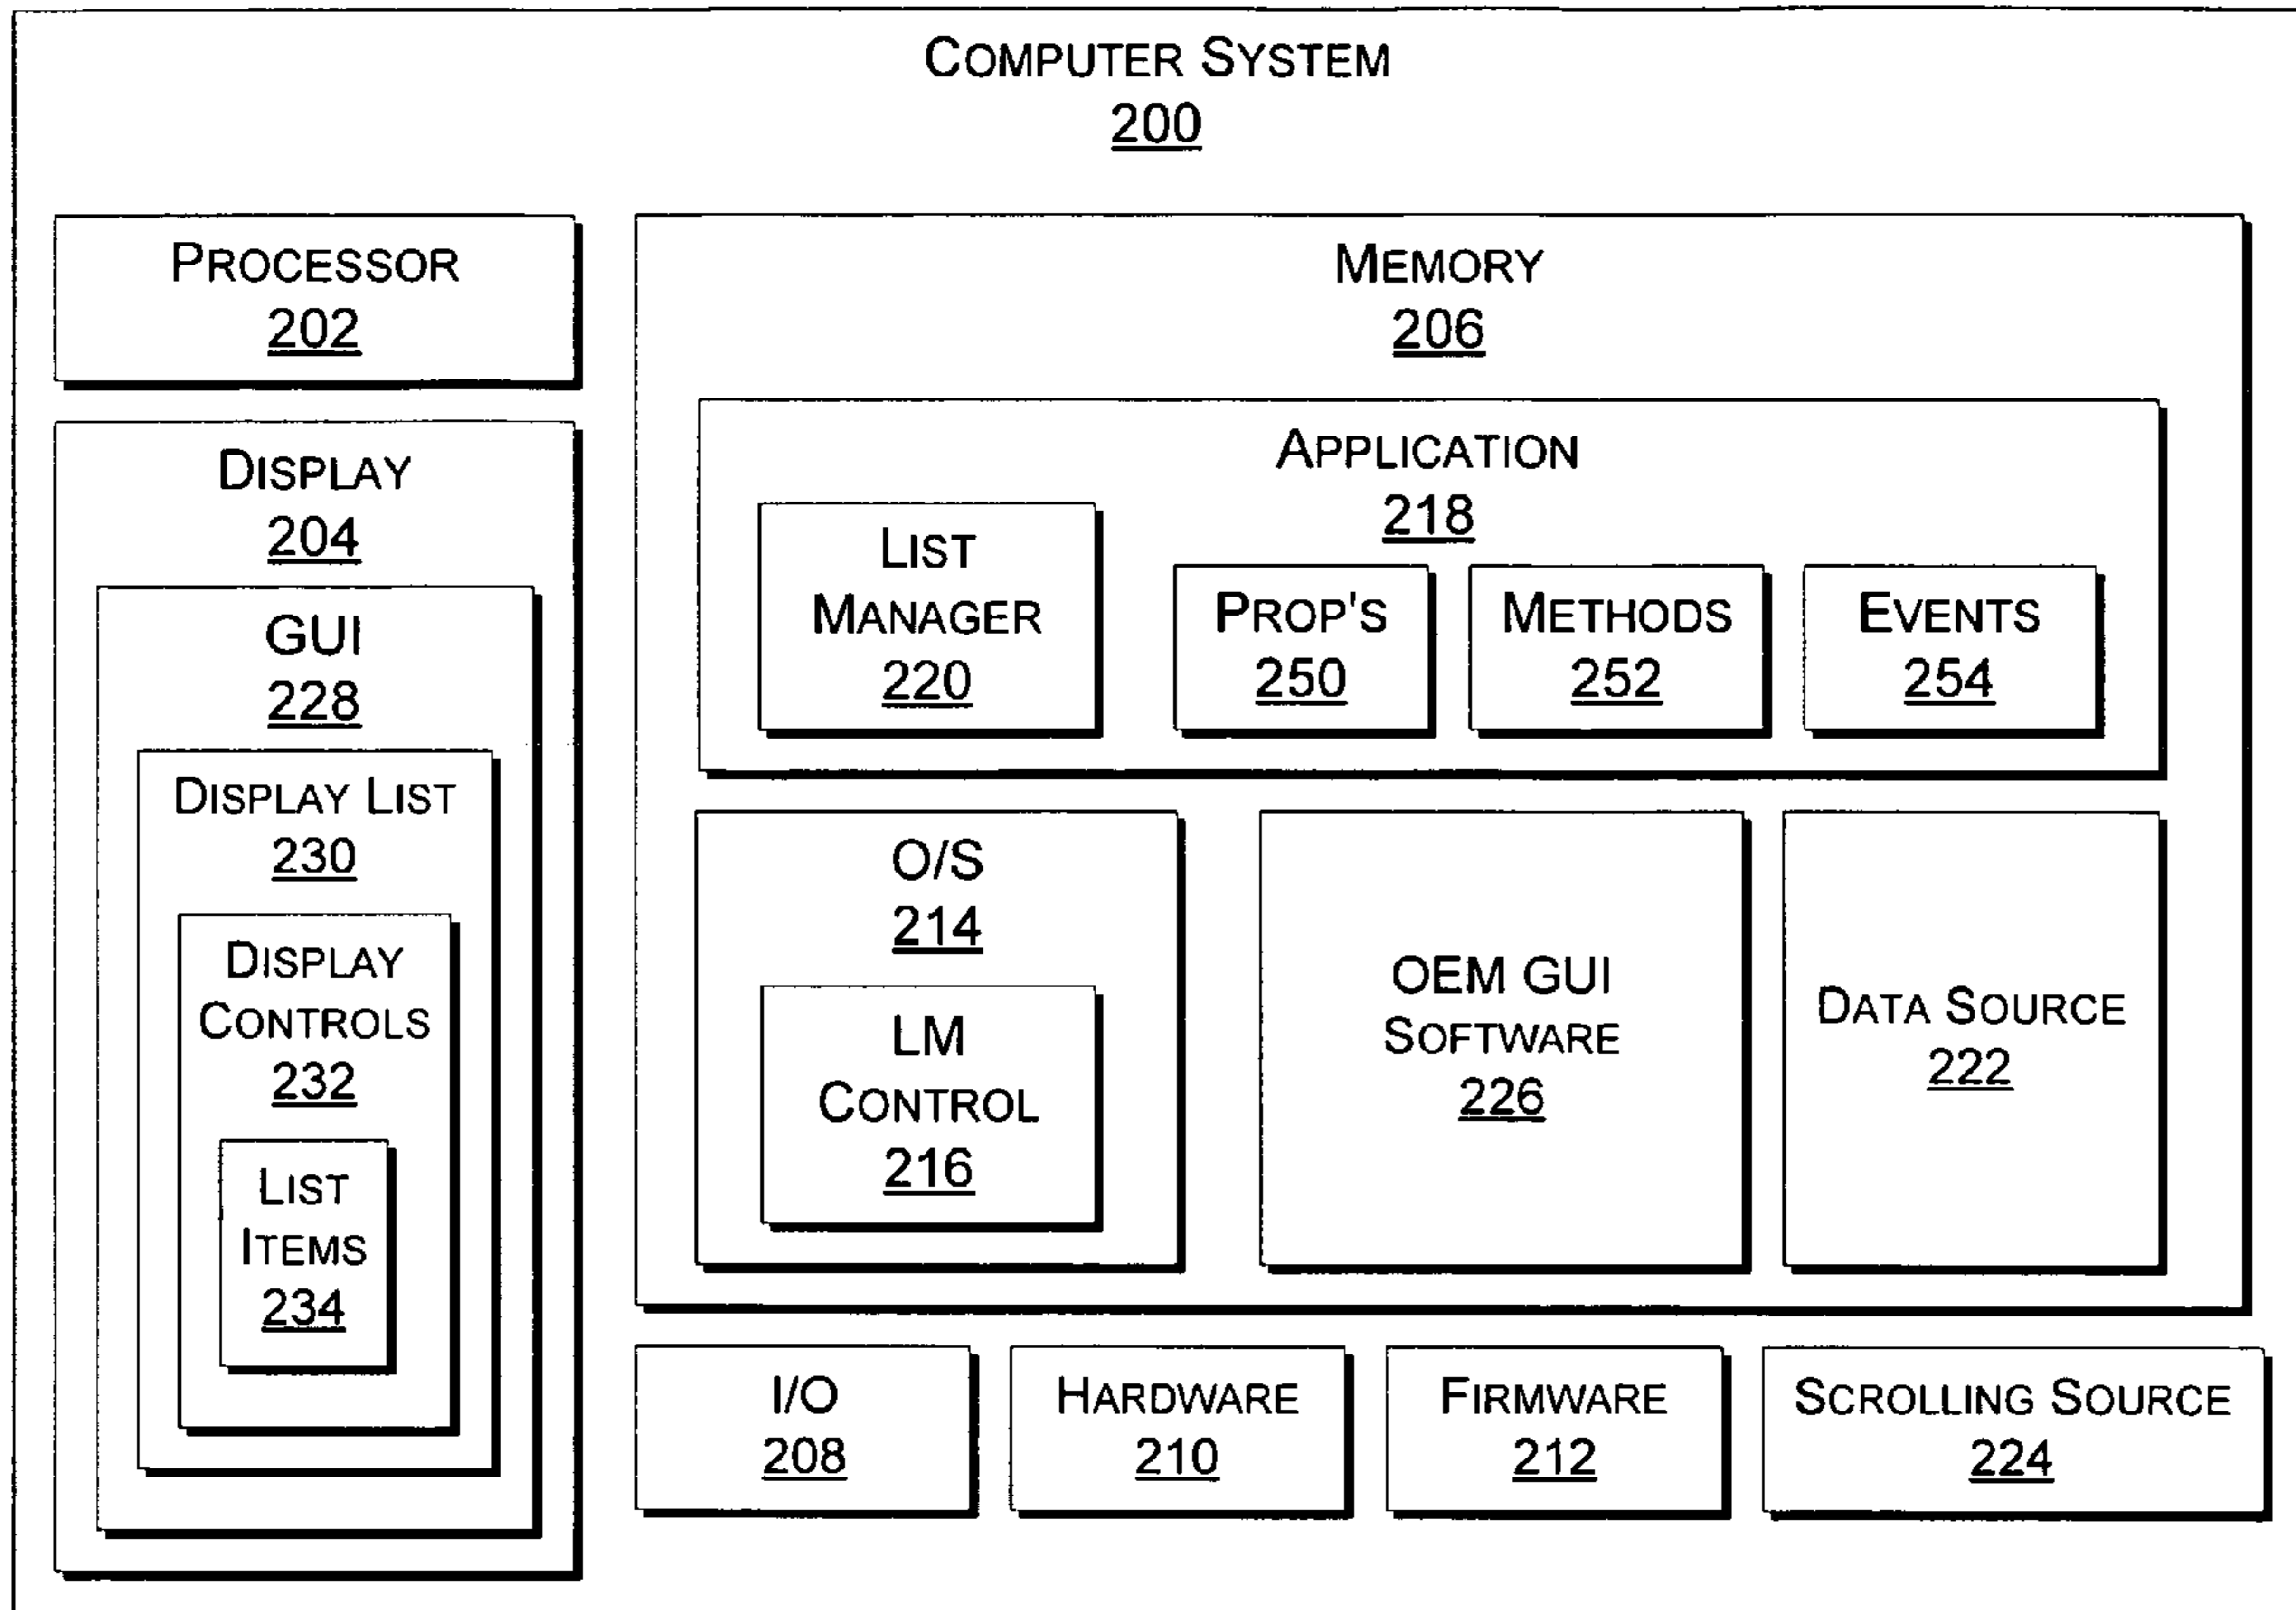 COMPUTER SYSTEM
200
PROCESSOR
202
DISPLAY
204
GUI
228
DISPLAY LIST
230
DISPLAY
CONTROLS
232
LIST
ITEMS
234
MEMORY
206
APPLICATION
218
LIST
MANAGER
220
PROP'S
250
METHODS
252
EVENTS
254
O/S
214
LM
CONTROL
216
OEM GUI
SOFTWARE
226
DATA SOURCE
222
I/O
208
HARDWARE
210
FIRMWARE
212
SCROLLING SOURCE
224